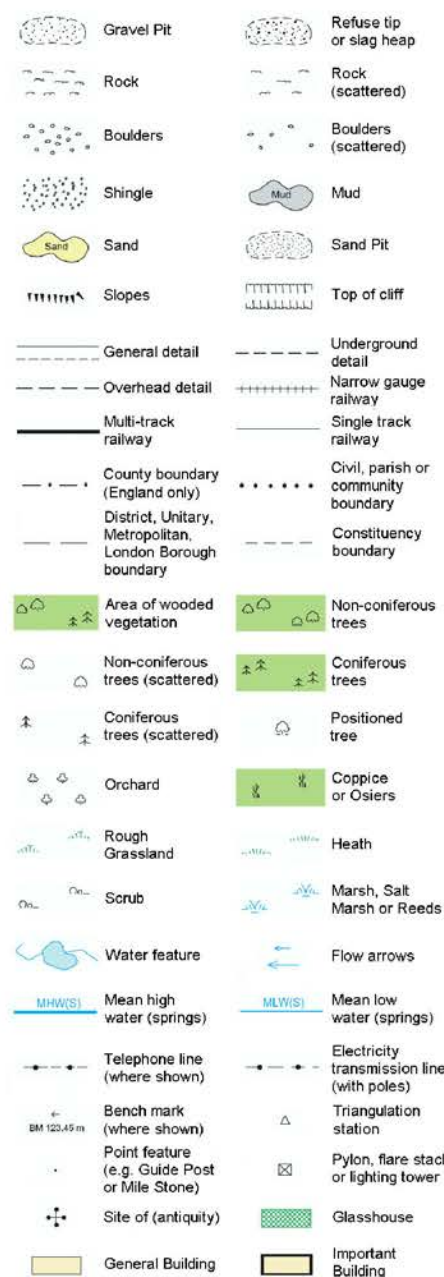 Gravel Pit
Refuse tip
or slag heap
Rock
Rock
(scattered)
Boulders
Boulders
(scattered)
Shingle
Mud
Mud
Sand
Sand
Sand Pit
Slopes
Top of cliff
General detail
Underground
detail
Overhead detail
Narrow gauge
railway
Multi-track
railway
Single track
railway
County boundary
(England only)
Civil, parish or
community
boundary
District, Unitary,
Metropolitan,
London Borough
boundary
Constituency
boundary
Area of wooded
vegetation
Non-coniferous
trees
Non-coniferous
trees (scattered)
Coniferous
trees
Coniferous
trees (scattered)
Positioned
tree
Orchard
Coppice
or Osiers
Rough
Grassland
Heath
Scrub
Marsh, Salt
Marsh or Reeds
Water feature
Flow arrows
MHW(S)
Mean high
water (springs)
MLW(S)
Mean low
water (springs)
Telephone line
(where shown)
Electricity
transmission line
(with poles)
BM 123.45 m
Bench mark
(where shown)
Triangulation
station
Point feature
(e.g. Guide Post
or Mile Stone)
Pylon, flare stack
or lighting tower
Site of (antiquity)
Glasshouse
General Building
Important
Building